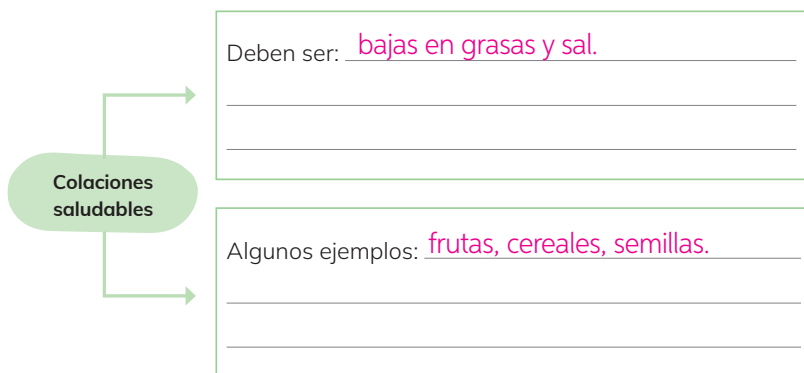 Deben ser: bajas en grasas y sal.
Colaciones
saludables
Algunos ejemplos: frutas, cereales, semillas.